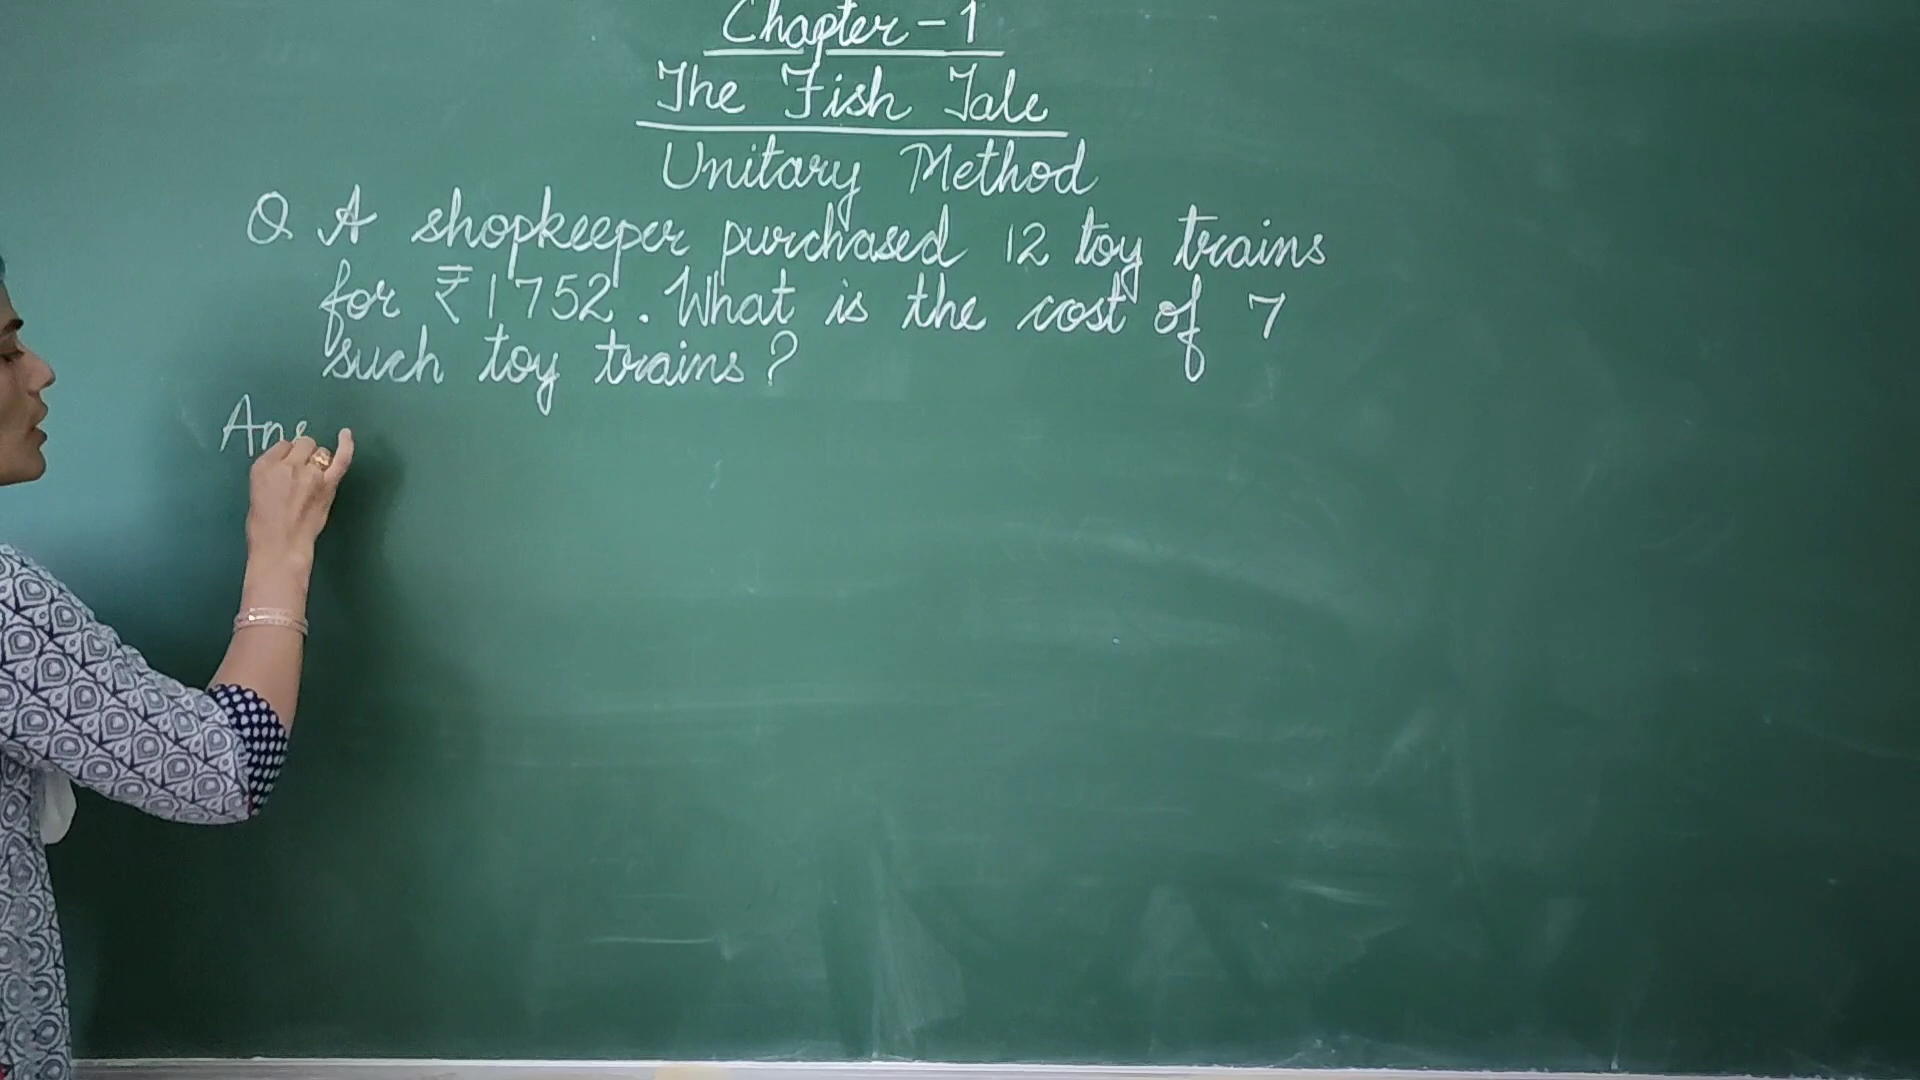 Chapter-1
The Fish Tale
Unitary Method
Q A shopkeeper purchased 12 toy trains
for ₹1752. What is the cost of 7
such toy trains?
Ans